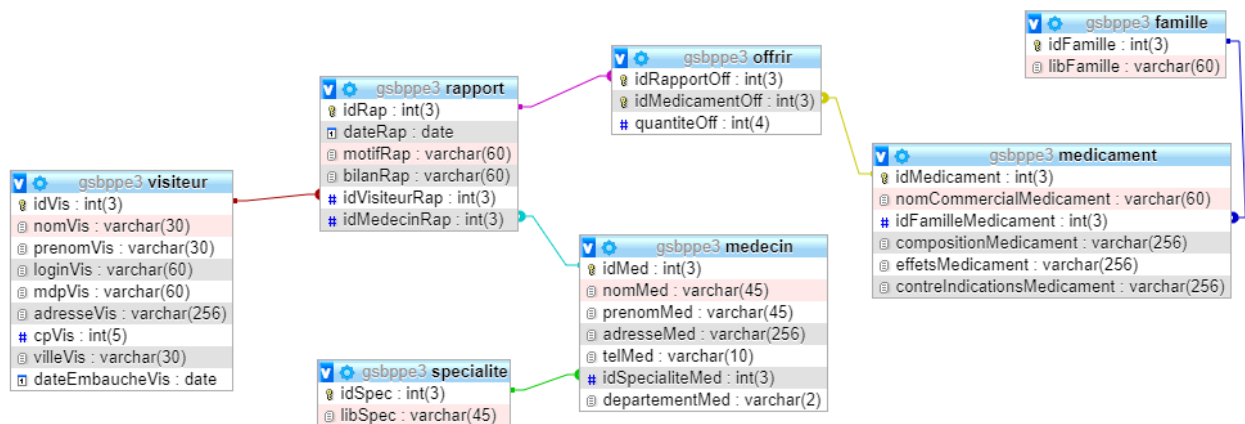 gsbppe3 visiteur
idVis : int(3)
nomVis : varchar(30)
prenomVis : varchar(30)
loginVis : varchar(60)
mdpVis : varchar(60)
adresseVis : varchar(256)
# cpVis : int(5)
villeVis : varchar(30)
dateEmbaucheVis : date
gsbppe3 rapport
idRap : int(3)
dateRap : date
motifRap : varchar(60)
bilanRap : varchar(60)
# idVisiteurRap : int(3)
# idMedecinRap : int(3)
gsbppe3 specialite
idSpec : int(3)
libSpec : varchar(45)
gsbppe3 offrir
idRapportOff : int(3)
idMedicamentOff : int(3)
# quantiteOff : int(4)
gsbppe3 medecin
idMed : int(3)
nomMed : varchar(45)
prenomMed : varchar(45)
adresseMed : varchar(256)
telMed : varchar(10)
# idSpecialiteMed : int(3)
departementMed : varchar(2)
gsbppe3 famille
idFamille : int(3)
libFamille : varchar(60)
gsbppe3 medicament
idMedicament : int(3)
nomCommercialMedicament : varchar(60)
# idFamilleMedicament : int(3)
compositionMedicament : varchar(256)
effetsMedicament : varchar(256)
contreIndicationsMedicament : varchar(256)